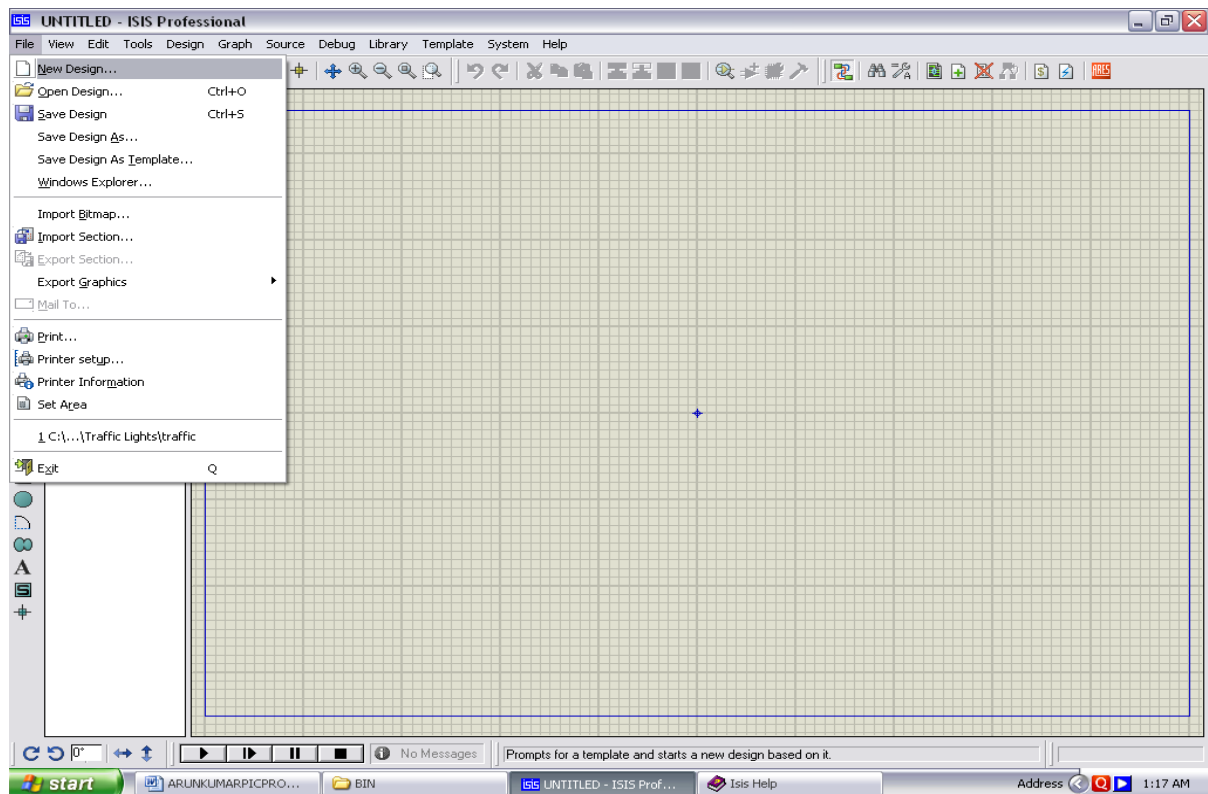 ISIS UNTITLED - ISIS Professional
File View Edit Tools Design Graph Source Debug Library Template System Help
New Design...
Open Design... Ctrl+O
Save Design Ctrl+S
Save Design As...
Save Design As Template...
Windows Explorer...
Import Bitmap...
Import Section...
Export Section...
Export Graphics
Mail To...
Print...
Printer setup...
Printer Information
Set Area
1 C:\...\Traffic Lights\traffic
Exit Q
ARES
A
S
0°
No Messages
Prompts for a template and starts a new design based on it.
start
ARUNKUMARPICPRO...
BIN
ISIS UNTITLED - ISIS Prof...
Isis Help
Address
Q
1:17 AM